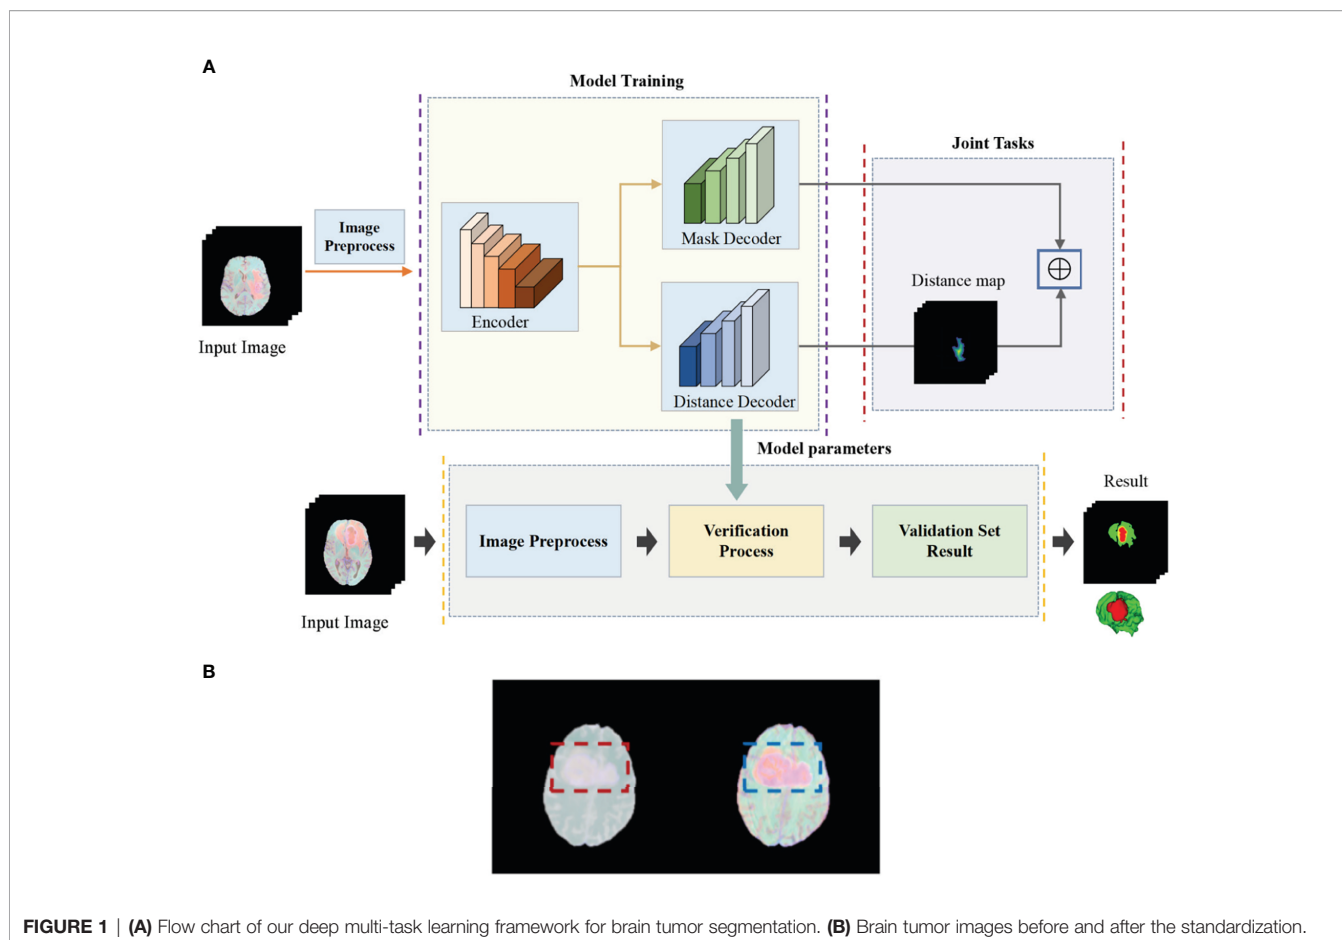 A
Model Training
Joint Tasks
Image
Preprocess
Mask Decoder
Distance map
Encoder
Input Image
Distance Decoder
Model parameters
Result
Image Preprocess
Verification
Process
Validation Set
Result
Input Image
B
FIGURE 1 | (A) Flow chart of our deep multi-task learning framework for brain tumor segmentation. (B) Brain tumor images before and after the standardization.